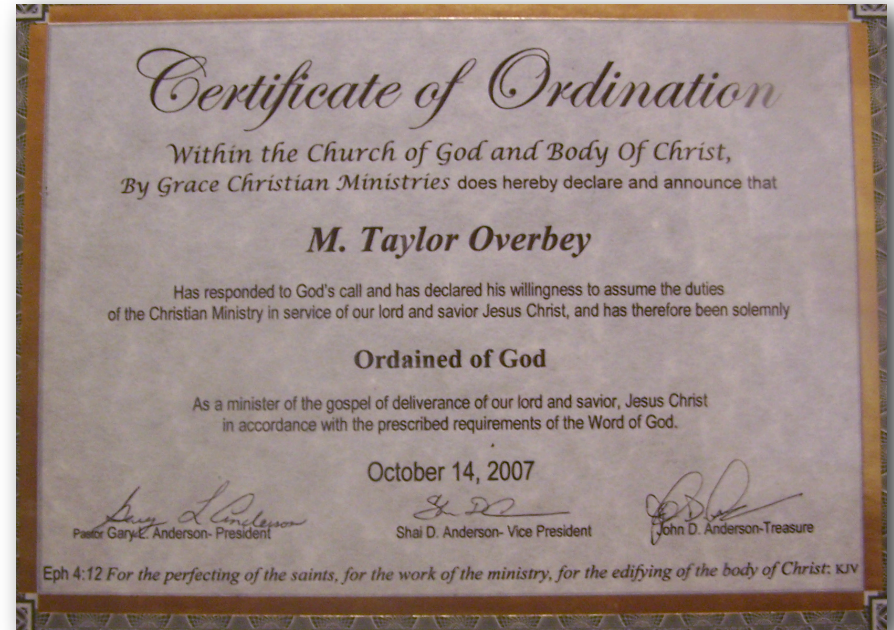 Certificate of Ordination
Within the Church of God and Body Of Christ,
By Grace Christian Ministries does hereby declare and announce that
M. Taylor Overbey
Has responded to God's call and has declared his willingness to assume the duties
of the Christian Ministry in service of our lord and savior Jesus Christ, and has therefore been solemnly
Ordained of God
As a minister of the gospel of deliverance of our lord and savior, Jesus Christ
in accordance with the prescribed requirements of the Word of God.
October 14, 2007
Gary L Anderson
Pastor Gary L. Anderson- President Shai D. Anderson- Vice President John D. Anderson-Treasure
Eph 4:12 For the perfecting of the saints, for the work of the ministry, for the edifying of the body of Christ: KJV